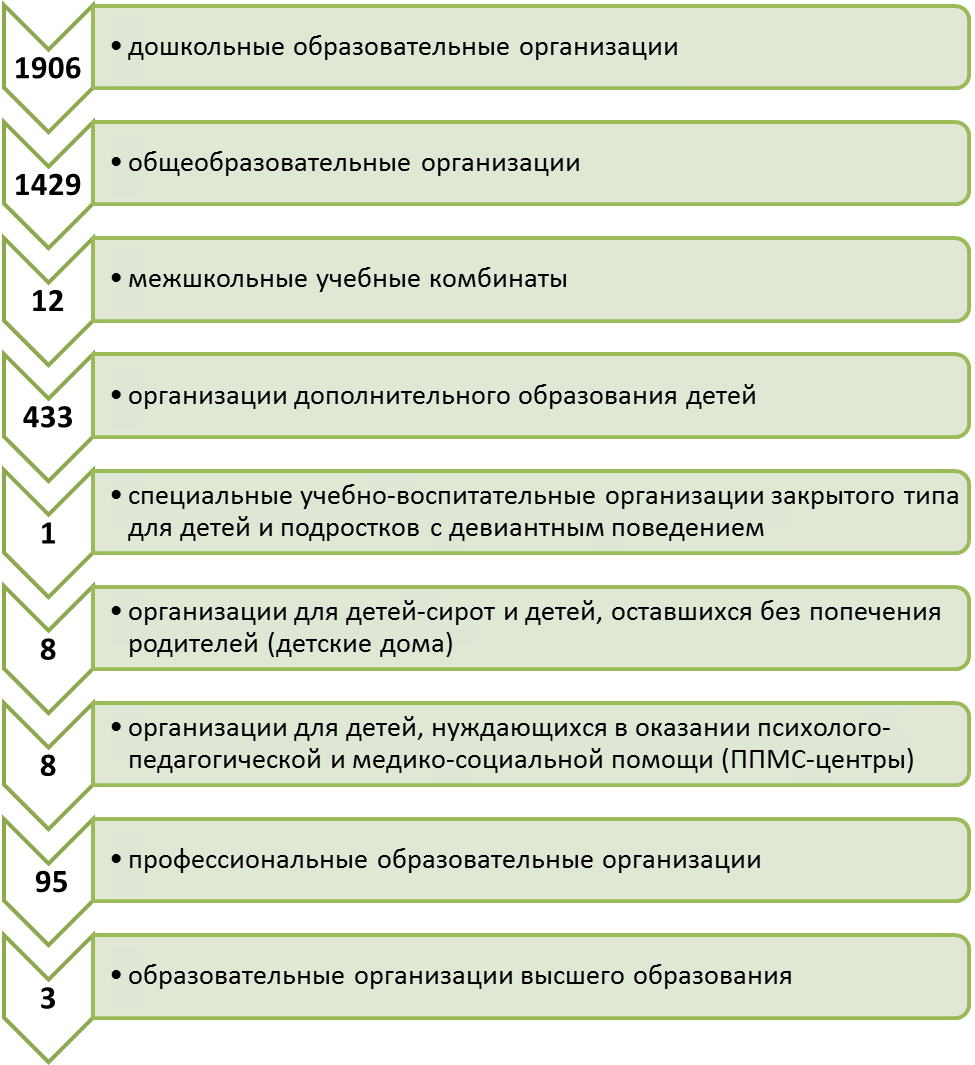 1906
• дошкольные образовательные организации
1429
• общеобразовательные организации
12
• межшкольные учебные комбинаты
433
• организации дополнительного образования детей
1
• специальные учебно-воспитательные организации закрытого типа
для детей и подростков с девиантным поведением
8
• организации для детей-сирот и детей, оставшихся без попечения
родителей (детские дома)
8
• организации для детей, нуждающихся в оказании психолого-
педагогической и медико-социальной помощи (ППМС-центры)
95
• профессиональные образовательные организации
3
• образовательные организации высшего образования